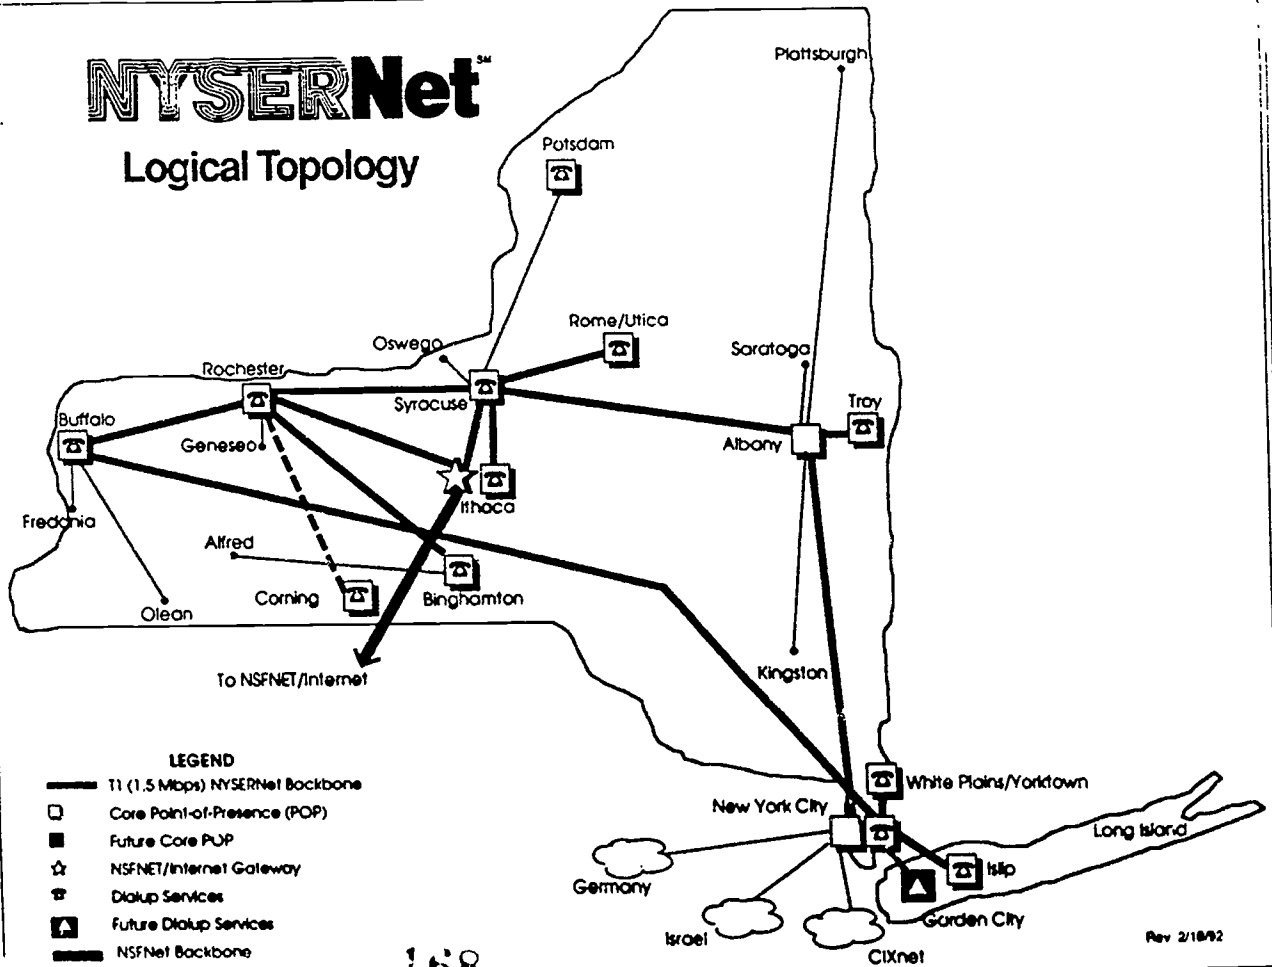 NYSERNet SM
Logical Topology
Plattsburgh
Potsdam
Rome/Utica
Oswego
Saratoga
Rochester
Syracuse
Troy
Buffalo
Geneseo
Albany
Ithaca
Fredonia
Alfred
Corning
Binghamton
Olean
Kingston
To NSFNET/Internet
LEGEND
T1 (1.5 Mbps) NYSERNet Backbone
Core Point-of-Presence (POP)
Future Core POP
NSFNET/Internet Gateway
Dialup Services
Future Dialup Services
NSFNet Backbone
White Plains/Yorktown
New York City
Long Island
Islip
Germany
Garden City
Israel
CIXnet
Rev 2/18/92